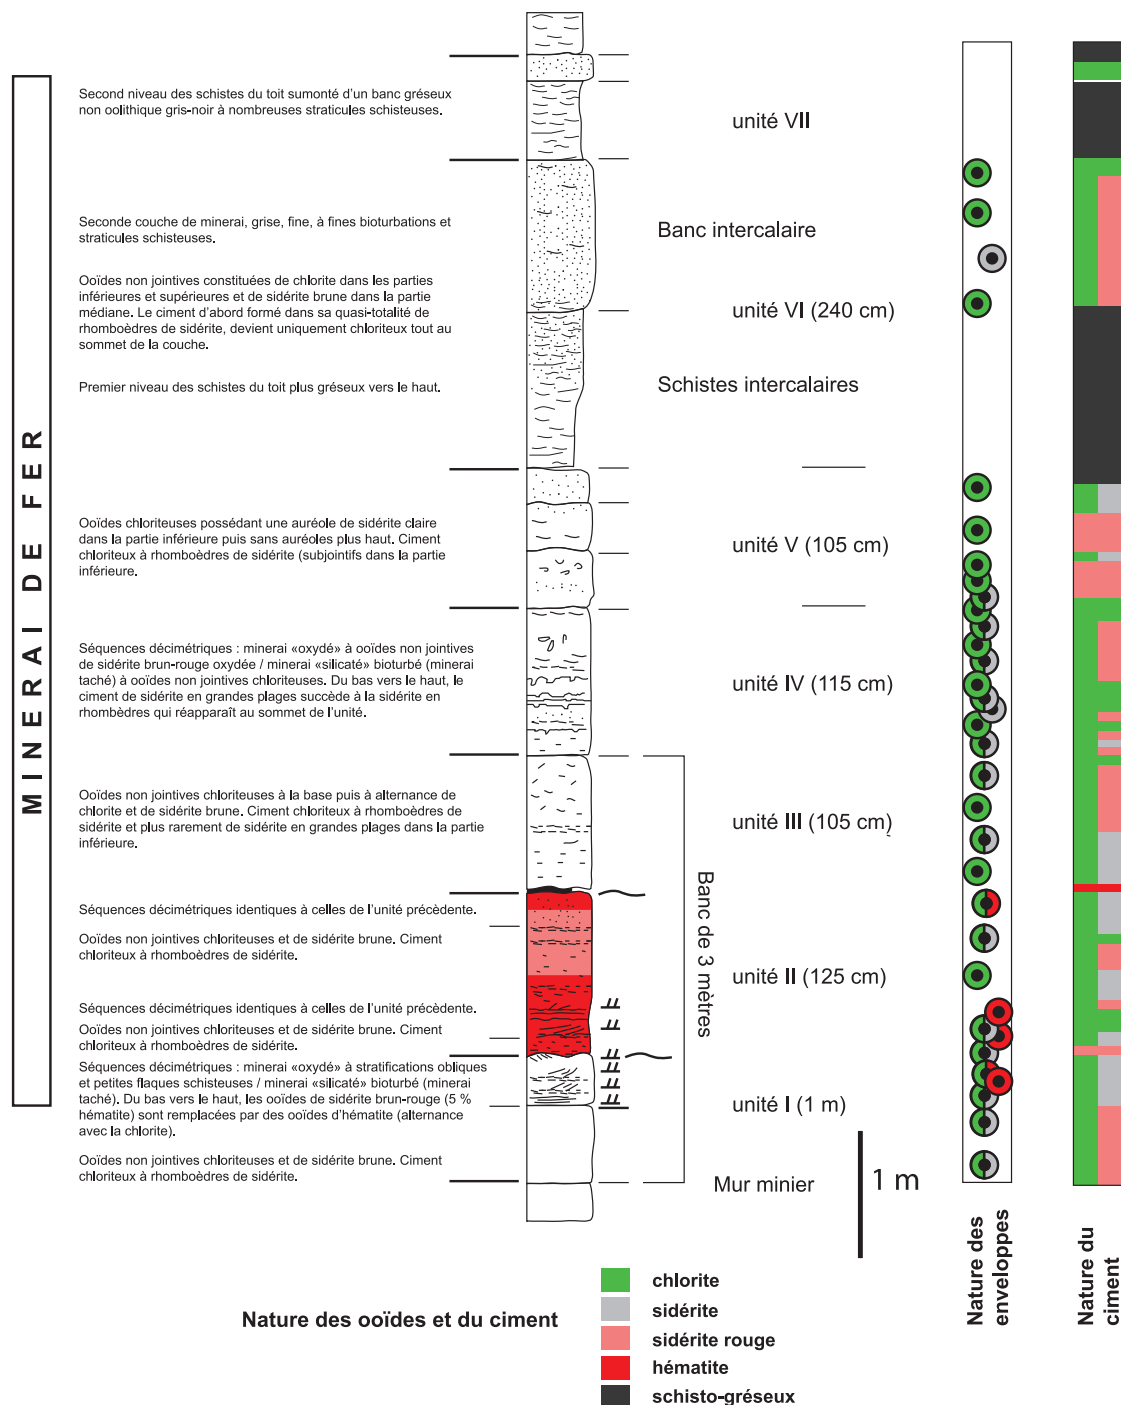 MINERAI DE FER
Second niveau des schistes du toit sumonté d'un banc gréseux
non oolithique gris-noir à nombreuses straticules schisteuses.
unité VII
Seconde couche de minerai, grise, fine, à fines bioturbations et
straticules schisteuses.
Banc intercalaire
Ooïdes non jointives constituées de chlorite dans les parties
inférieures et supérieures et de sidérite brune dans la partie
médiane. Le ciment d'abord formé dans sa quasi-totalité de
rhomboèdres de sidérite, devient uniquement chloriteux tout au
sommet de la couche.
unité VI (240 cm)
Premier niveau des schistes du toit plus gréseux vers le haut.
Schistes intercalaires
Ooïdes chloriteuses possédant une auréole de sidérite claire
dans la partie inférieure puis sans auréoles plus haut. Ciment
chloriteux à rhomboèdres de sidérite (subjointifs dans la partie
inférieure.
unité V (105 cm)
Séquences décimétriques : minerai «oxydé» à ooïdes non jointives
de sidérite brun-rouge oxydée / minerai «silicaté» bioturbé (minerai
taché) à ooïdes non jointives chloriteuses. Du bas vers le haut, le
ciment de sidérite en grandes plages succède à la sidérite en
rhombèdres qui réapparaît au sommet de l'unité.
unité IV (115 cm)
Ooïdes non jointives chloriteuses à la base puis à alternance de
chlorite et de sidérite brune. Ciment chloriteux à rhomboèdres de
sidérite et plus rarement de sidérite en grandes plages dans la partie
inférieure.
unité III (105 cm)
Banc de 3 mètres
Séquences décimétriques identiques à celles de l'unité précèdente.
Ooïdes non jointives chloriteuses et de sidérite brune. Ciment
chloriteux à rhomboèdres de sidérite.
unité II (125 cm)
Séquences décimétriques identiques à celles de l'unité précèdente.
Ooïdes non jointives chloriteuses et de sidérite brune. Ciment
chloriteux à rhomboèdres de sidérite.
Séquences décimétriques: minerai «oxydé» à stratifications obliques
et petites flaques schisteuses / minerai «silicaté» bioturbé (minerai
taché). Du bas vers le haut, les ooïdes de sidérite brun-rouge (5 %
hématite) sont remplacées par des ooïdes d'hématite (alternance
avec la chlorite).
unité I (1 m)
Ooïdes non jointives chloriteuses et de sidérite brune. Ciment
chloriteux à rhomboèdres de sidérite.
Mur minier
1 m
Nature des
enveloppes
Nature du
ciment
Nature des ooïdes et du ciment
chlorite
sidérite
sidérite rouge
hématite
schisto-gréseux